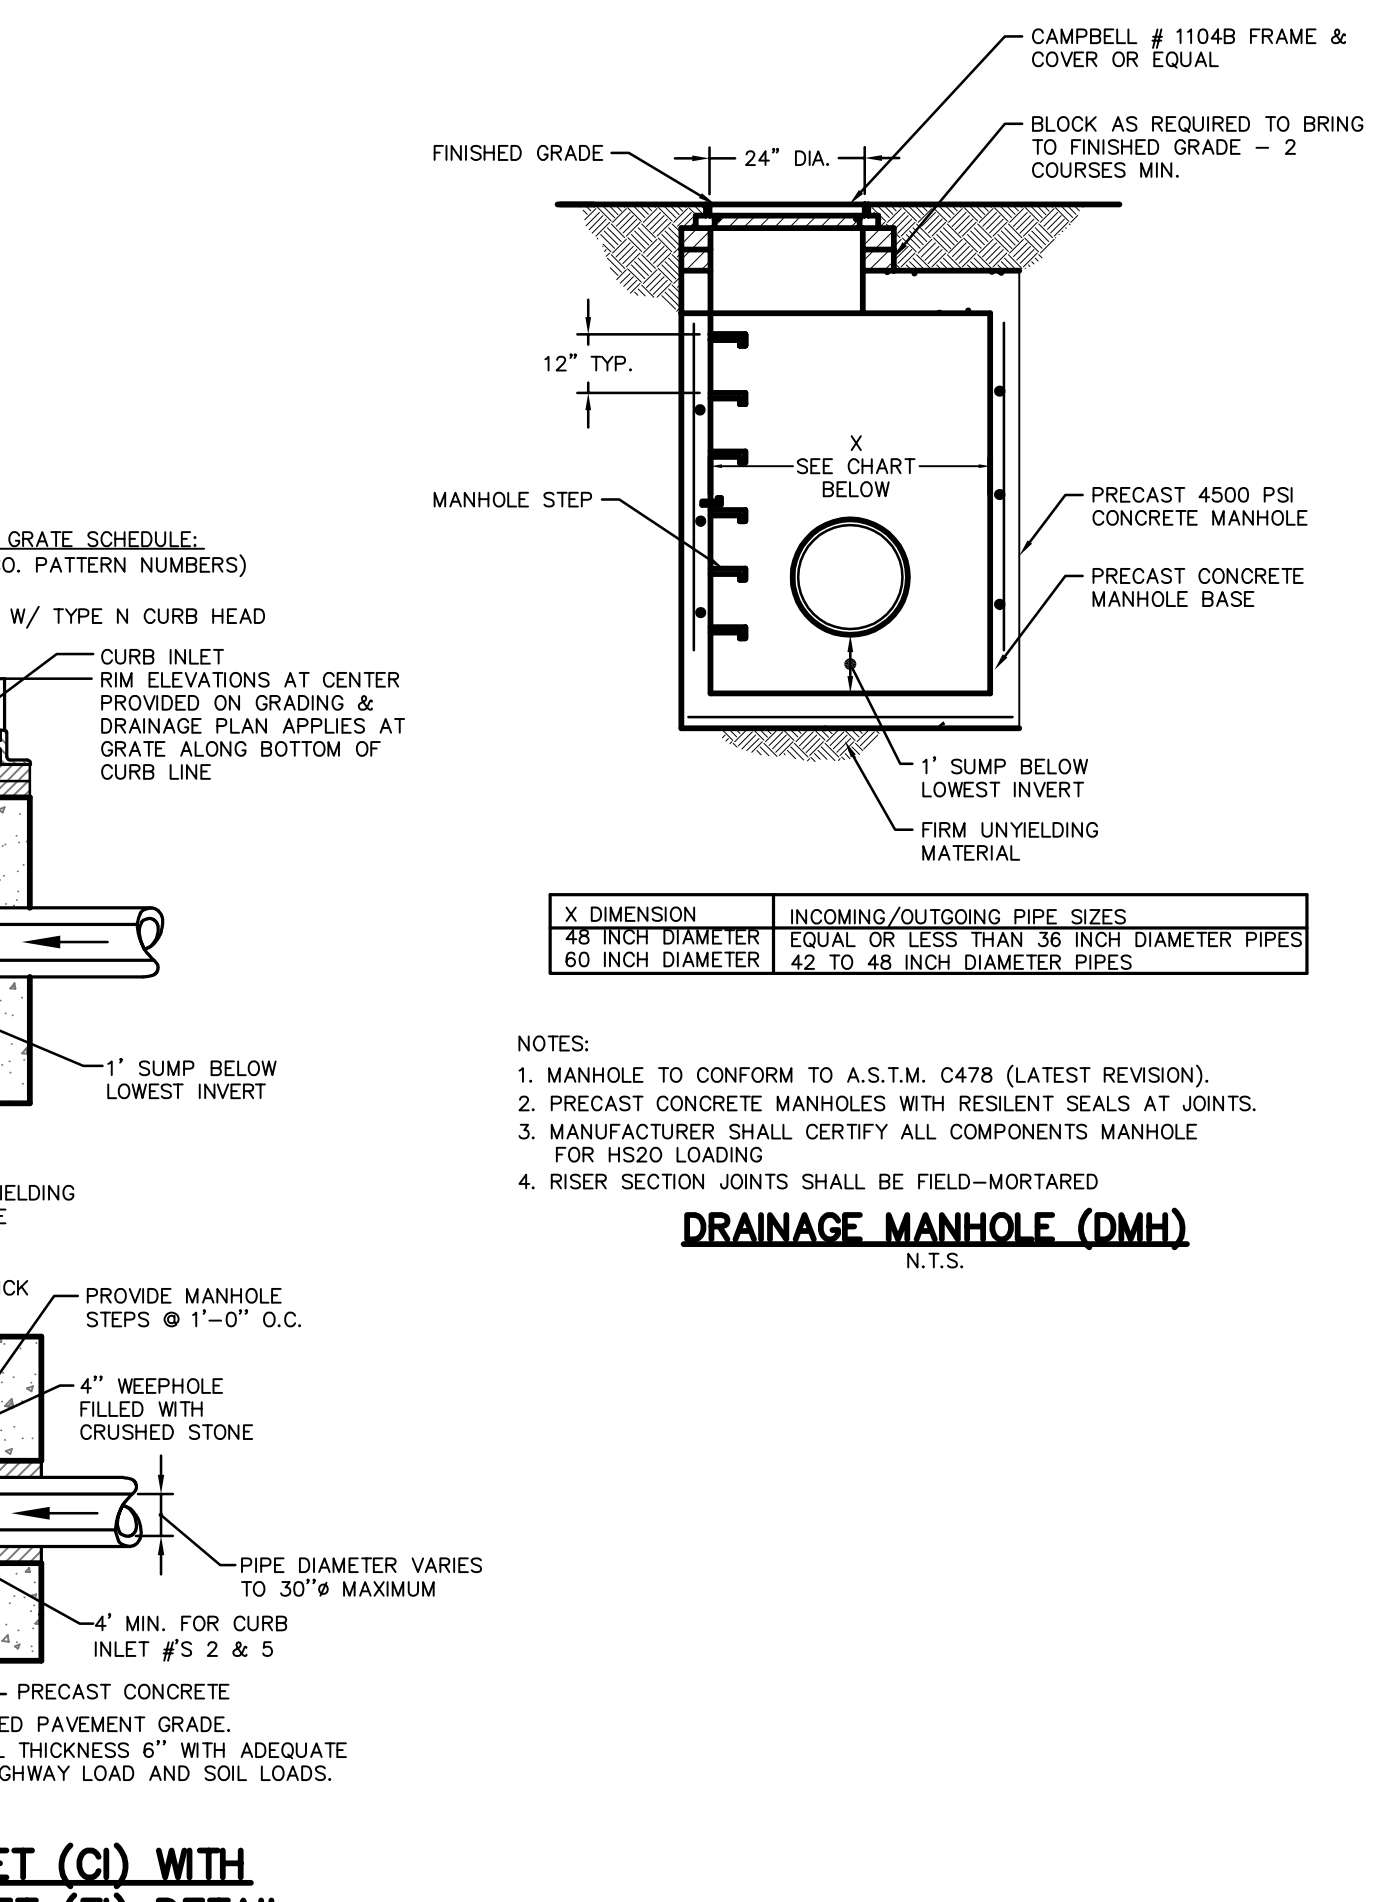 CAMPBELL # 1104B FRAME &
COVER OR EQUAL
BLOCK AS REQUIRED TO BRING
TO FINISHED GRADE – 2
COURSES MIN.
FINISHED GRADE
24" DIA.
12" TYP.
X
SEE CHART
BELOW
MANHOLE STEP
PRECAST 4500 PSI
CONCRETE MANHOLE
PRECAST CONCRETE
MANHOLE BASE
1' SUMP BELOW
LOWEST INVERT
FIRM UNYIELDING
MATERIAL
X DIMENSION INCOMING/OUTGOING PIPE SIZES
48 INCH DIAMETER EQUAL OR LESS THAN 36 INCH DIAMETER PIPES
60 INCH DIAMETER 42 TO 48 INCH DIAMETER PIPES
NOTES:
1. MANHOLE TO CONFORM TO A.S.T.M. C478 (LATEST REVISION).
2. PRECAST CONCRETE MANHOLES WITH RESILENT SEALS AT JOINTS.
3. MANUFACTURER SHALL CERTIFY ALL COMPONENTS MANHOLE
FOR HS20 LOADING
4. RISER SECTION JOINTS SHALL BE FIELD–MORTARED
DRAINAGE MANHOLE (DMH)
N.T.S.
GRATE SCHEDULE:
CO. PATTERN NUMBERS)
W/ TYPE N CURB HEAD
CURB INLET
RIM ELEVATIONS AT CENTER
PROVIDED ON GRADING &
DRAINAGE PLAN APPLIES AT
GRATE ALONG BOTTOM OF
CURB LINE
1' SUMP BELOW
LOWEST INVERT
IELDING
E
ICK
PROVIDE MANHOLE
STEPS @ 1'–0" O.C.
4" WEEPHOLE
FILLED WITH
CRUSHED STONE
PIPE DIAMETER VARIES
TO 30"ø MAXIMUM
4' MIN. FOR CURB
INLET #'S 2 & 5
– PRECAST CONCRETE
ED PAVEMENT GRADE.
L THICKNESS 6" WITH ADEQUATE
GHWAY LOAD AND SOIL LOADS.
ET (CI) WITH